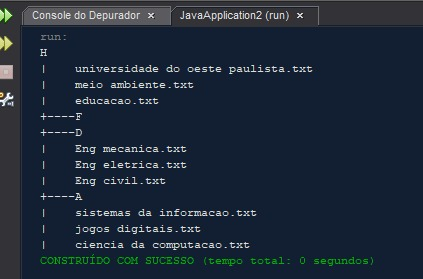 Console do Depurador × JavaApplication2 (run) ×
run:
H
|    universidade do oeste paulista.txt
|    meio ambiente.txt
|    educacao.txt
+----F
+----D
|    Eng mecanica.txt
|    Eng eletrica.txt
|    Eng civil.txt
+----A
|    sistemas da informacao.txt
|    jogos digitais.txt
|    ciencia da computacao.txt
CONSTRUÍDO COM SUCESSO (tempo total: 0 segundos)